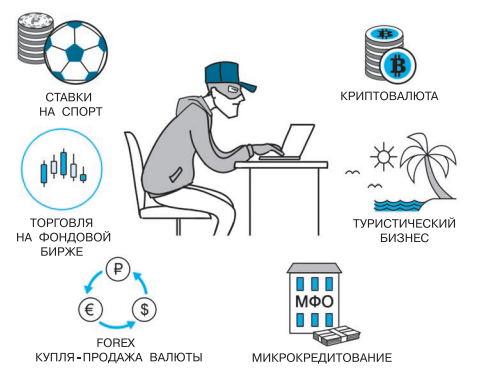 СТАВКИ
НА СПОРТ
КРИПТОВАЛЮТА
ТОРГОВЛЯ
НА ФОНДОВОЙ
БИРЖЕ
ТУРИСТИЧЕСКИЙ
БИЗНЕС
₽
€
$
FOREX
КУПЛЯ-ПРОДАЖА ВАЛЮТЫ
МФО
МИКРОКРЕДИТОВАНИЕ